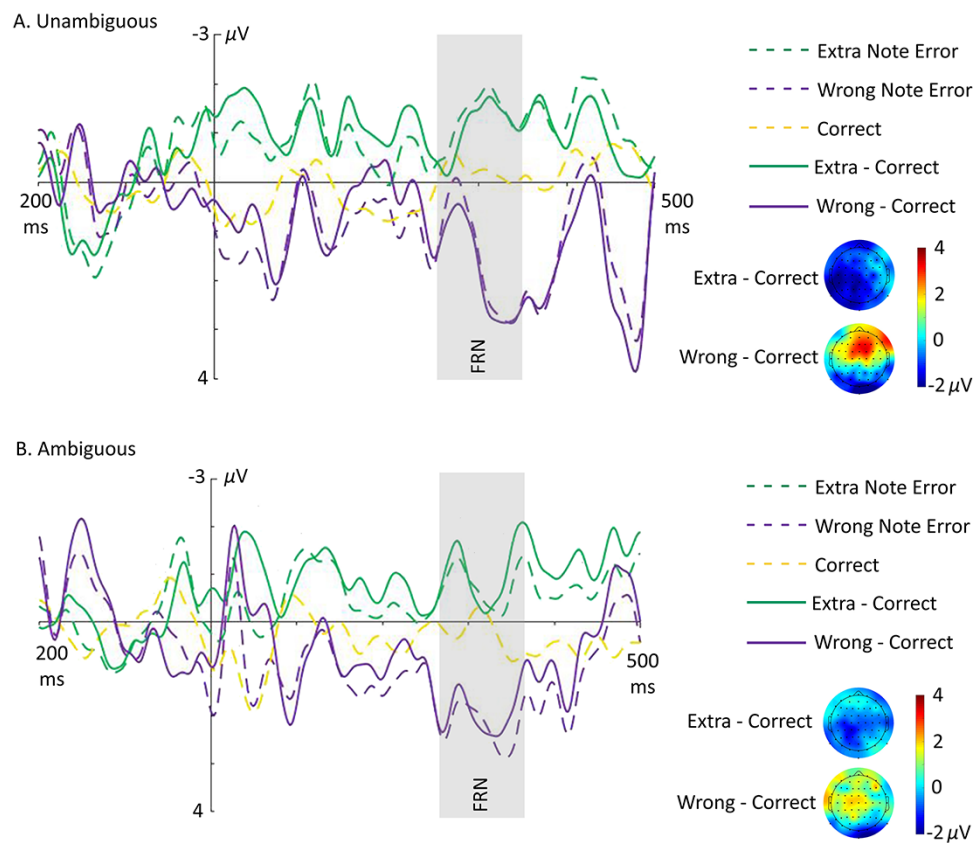 A. Unambiguous
-3 µV
200
ms
500
ms
4
FRN
Extra Note Error
Wrong Note Error
Correct
Extra - Correct
Wrong - Correct
Extra - Correct
Wrong - Correct
4
2
0
-2 µV
B. Ambiguous
-3 µV
200
ms
500
ms
4
FRN
Extra Note Error
Wrong Note Error
Correct
Extra - Correct
Wrong - Correct
Extra - Correct
Wrong - Correct
4
2
0
-2 µV